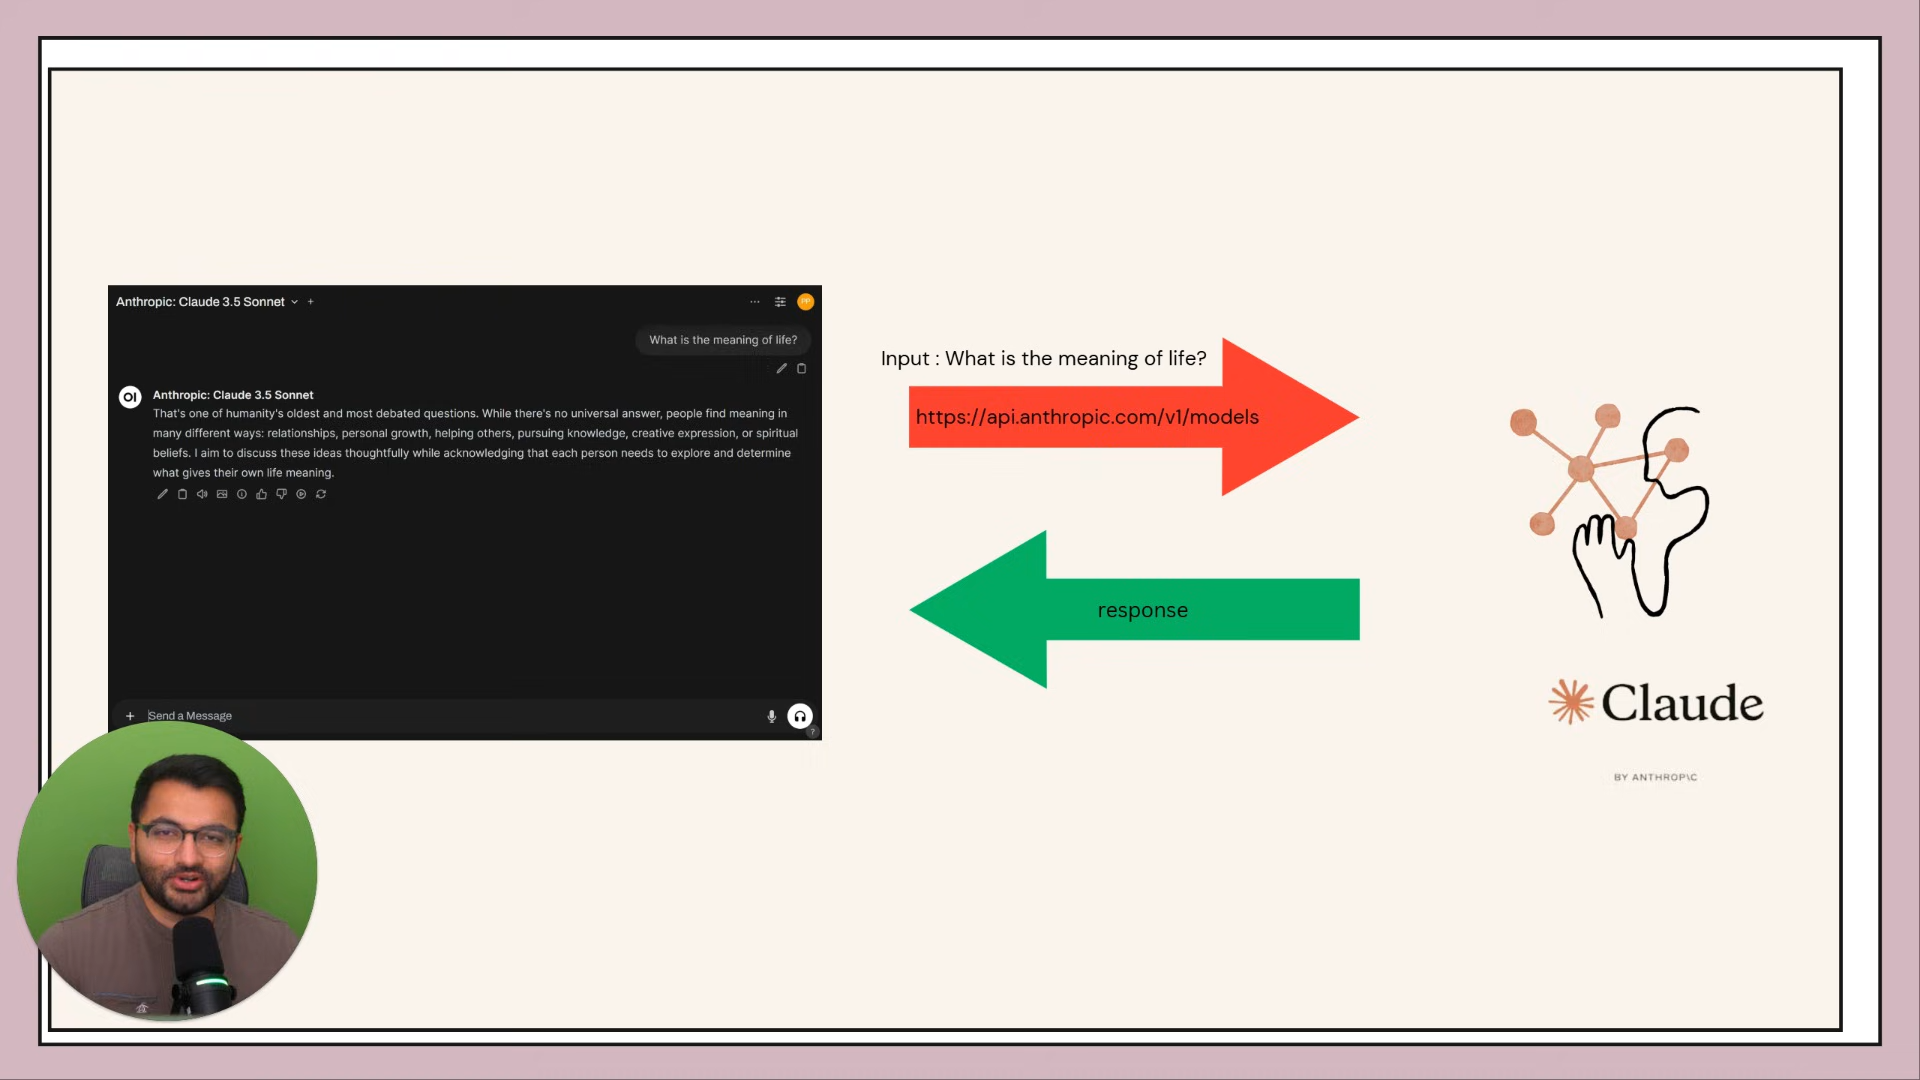 Anthropic: Claude 3.5 Sonnet
PP
What is the meaning of life?
OI
Anthropic: Claude 3.5 Sonnet
That's one of humanity's oldest and most debated questions. While there's no universal answer, people find meaning in
many different ways: relationships, personal growth, helping others, pursuing knowledge, creative expression, or spiritual
beliefs. I aim to discuss these ideas thoughtfully while acknowledging that each person needs to explore and determine
what gives their own life meaning.
Send a Message
?
Input : What is the meaning of life?
https://api.anthropic.com/v1/models
response
Claude
BY ANTHROP\C